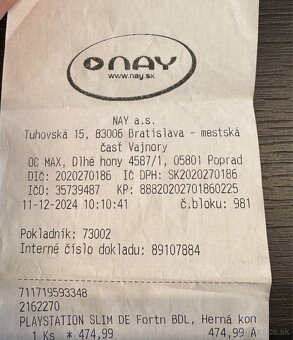 NAY
www.nay.sk
NAY a.s.
Tuhovská 15, 83006 Bratislava - mestská
časť Vajnory
OC MAX, Dlhé hony 4587/1, 05801 Poprad
DIČ: 2020270186 IČ DPH: SK2020270186
IČO: 35739487 KP: 88820202701860225
11-12-2024 10:10:41 č.bloku: 981
Pokladník: 73002
Interné číslo dokladu: 89107884
711719593348
2162270
PLAYSTATION SLIM DE Fortn BDL, Herná kon
1 Ks * 474,99 474,99 A